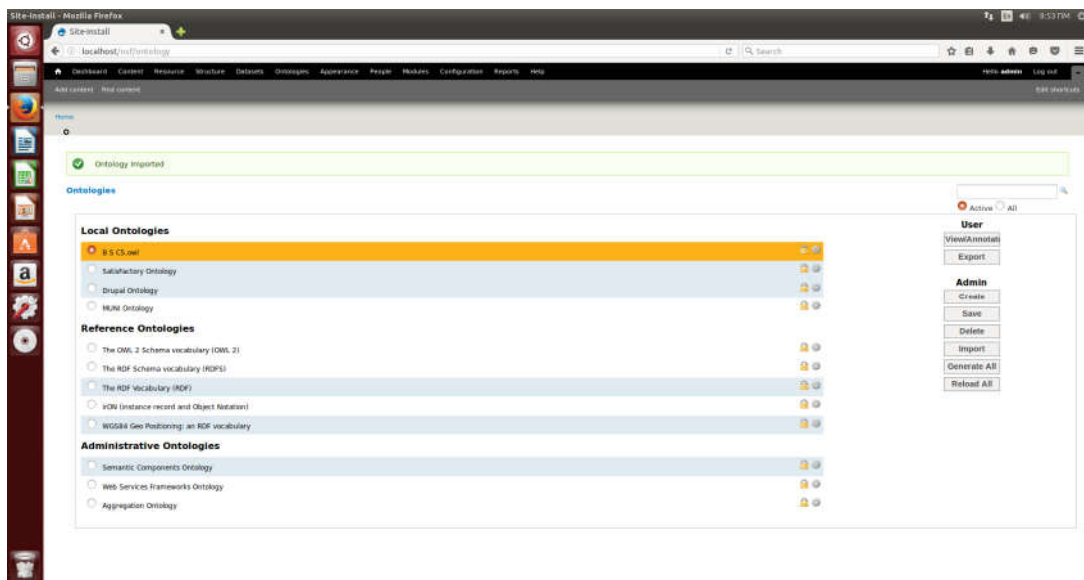 Site-Install - Mozilla Firefox
8:53 PM
Site-Install
localhost/osf/ontology
Search
Dashboard Content Resource Structure Datasets Ontologies Appearance People Modules Configuration Reports Help
Hello admin Log out
Add content Find content
Edit shortcuts
Home
Ontology Imported
Ontologies
Active All
Local Ontologies
B S CS.owl
Satisfactory Ontology
Drupal Ontology
MUNI Ontology
Reference Ontologies
The OWL 2 Schema vocabulary (OWL 2)
The RDF Schema vocabulary (RDFS)
The RDF Vocabulary (RDF)
irON (instance record and Object Notation)
WGS84 Geo Positioning: an RDF vocabulary
Administrative Ontologies
Semantic Components Ontology
Web Services Frameworks Ontology
Aggregation Ontology
User
View/Annotati
Export
Admin
Create
Save
Delete
Import
Generate All
Reload All